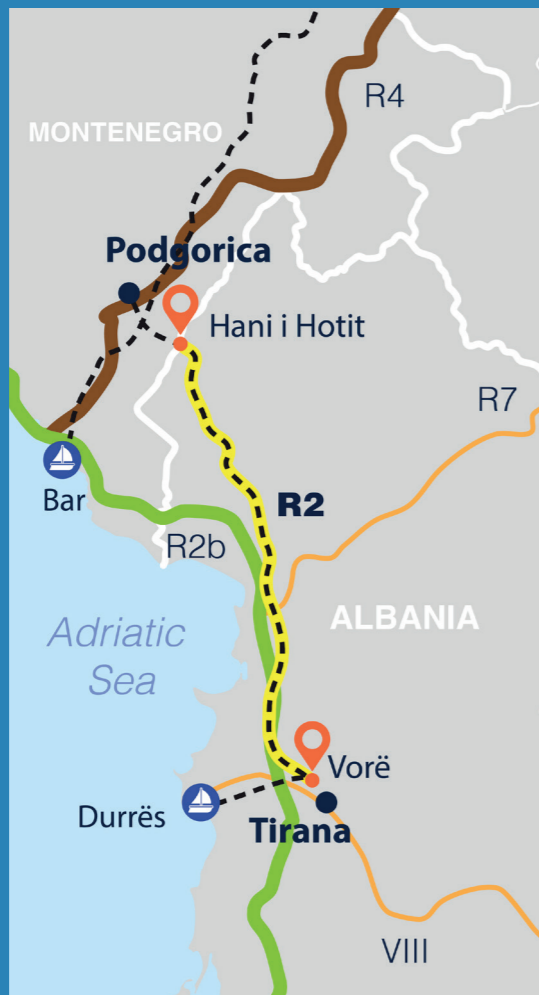 R4
MONTENEGRO
Podgorica
Hani i Hotit
R7
Bar
R2
R2b
ALBANIA
Adriatic
Sea
Vorë
Durrës
Tirana
VIII